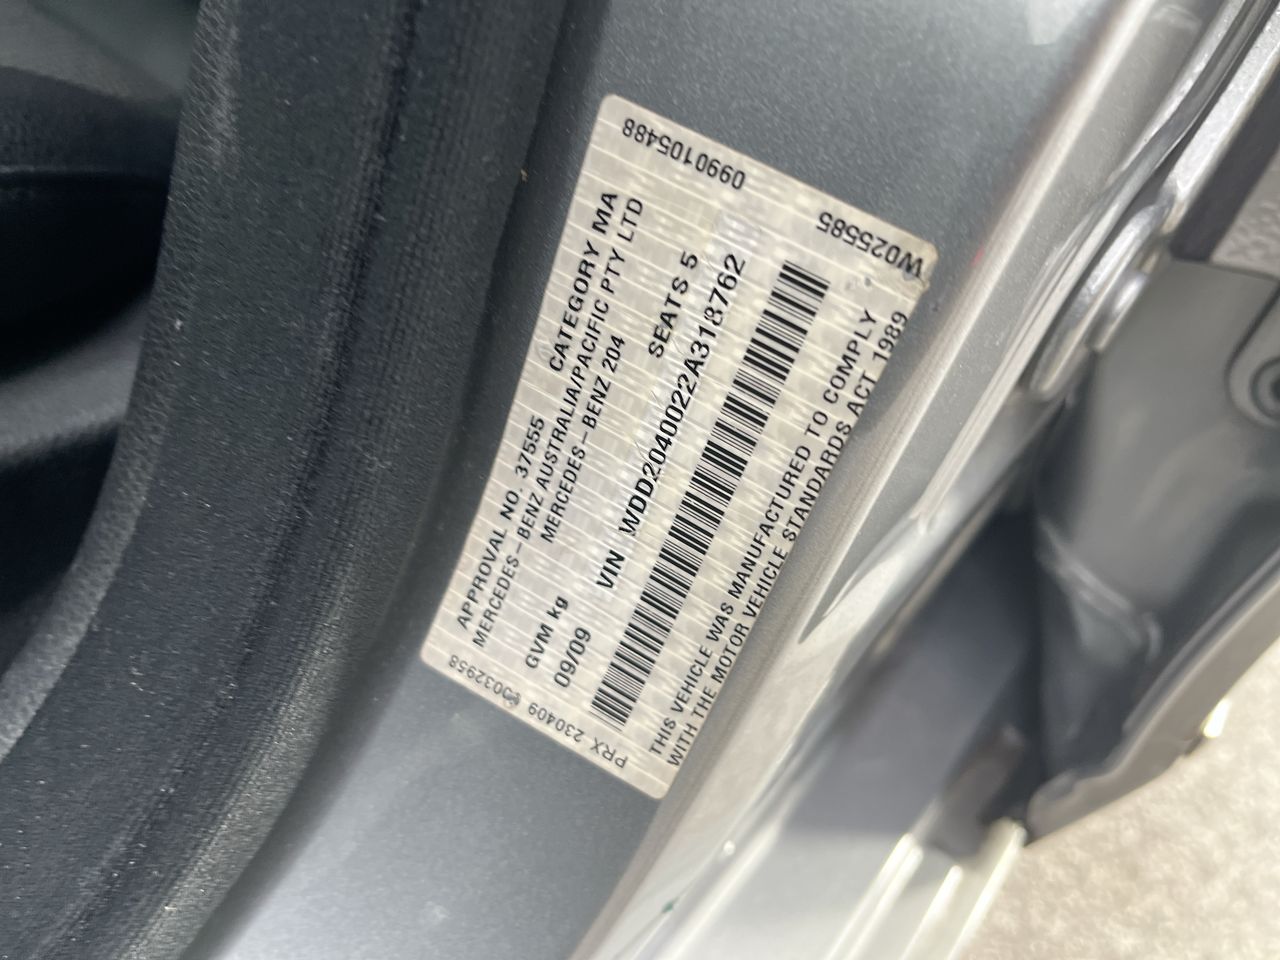 APPROVAL NO. 37555 CATEGORY MA
MERCEDES-BENZ AUSTRALIA/PACIFIC PTY LTD
MERCEDES-BENZ 204
GVM kg SEATS 5
09/09 VIN WDD2040022A318762
THIS VEHICLE WAS MANUFACTURED TO COMPLY
WITH THE MOTOR VEHICLE STANDARDS ACT 1989
0990105488
W025585
PRX 230409 0032958